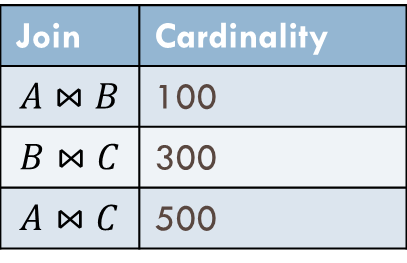 Join Cardinality
A ⋈ B 100
B ⋈ C 300
A ⋈ C 500